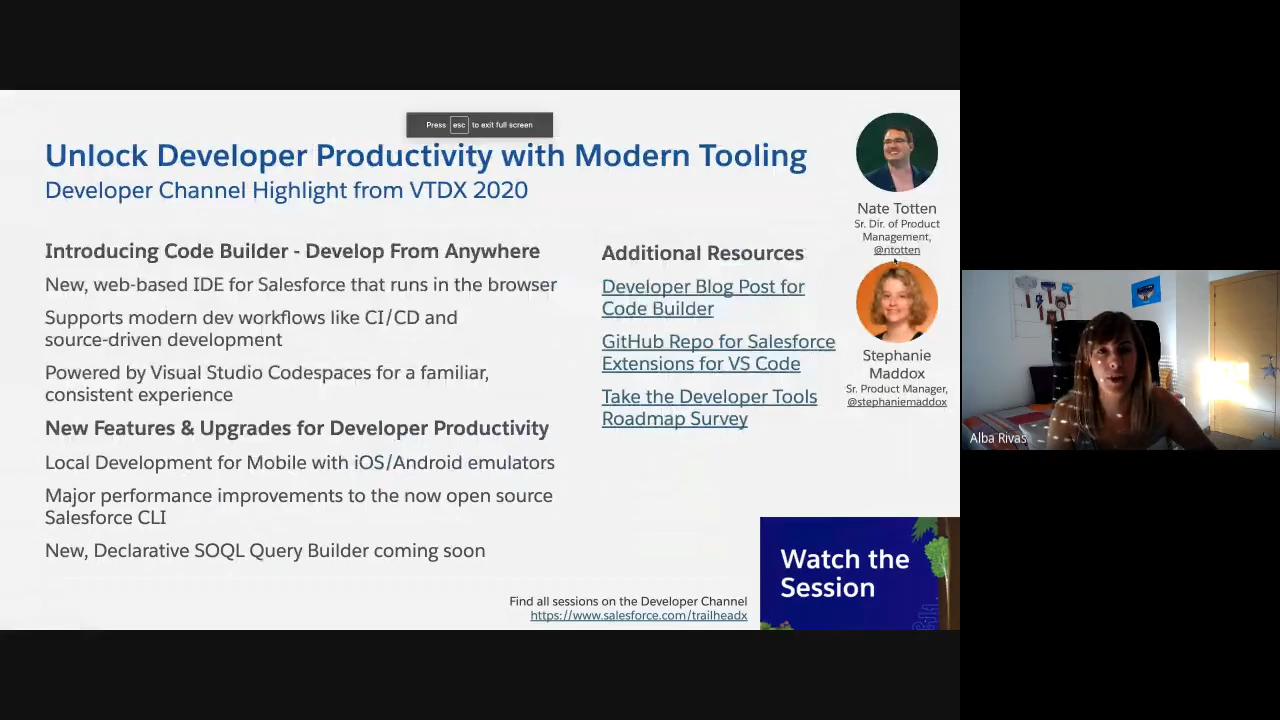 Press esc to exit full screen
Unlock Developer Productivity with Modern Tooling
Developer Channel Highlight from VTDX 2020
Introducing Code Builder - Develop From Anywhere
New, web-based IDE for Salesforce that runs in the browser
Supports modern dev workflows like CI/CD and
source-driven development
Powered by Visual Studio Codespaces for a familiar,
consistent experience
New Features & Upgrades for Developer Productivity
Local Development for Mobile with iOS/Android emulators
Major performance improvements to the now open source
Salesforce CLI
New, Declarative SOQL Query Builder coming soon
Additional Resources
Developer Blog Post for
Code Builder
GitHub Repo for Salesforce
Extensions for VS Code
Take the Developer Tools
Roadmap Survey
Nate Totten
Sr. Dir. of Product
Management,
@ntotten
Stephanie
Maddox
Sr. Product Manager,
@stephaniemaddox
Alba Rivas
Watch the
Session
Find all sessions on the Developer Channel
https://www.salesforce.com/trailheadx